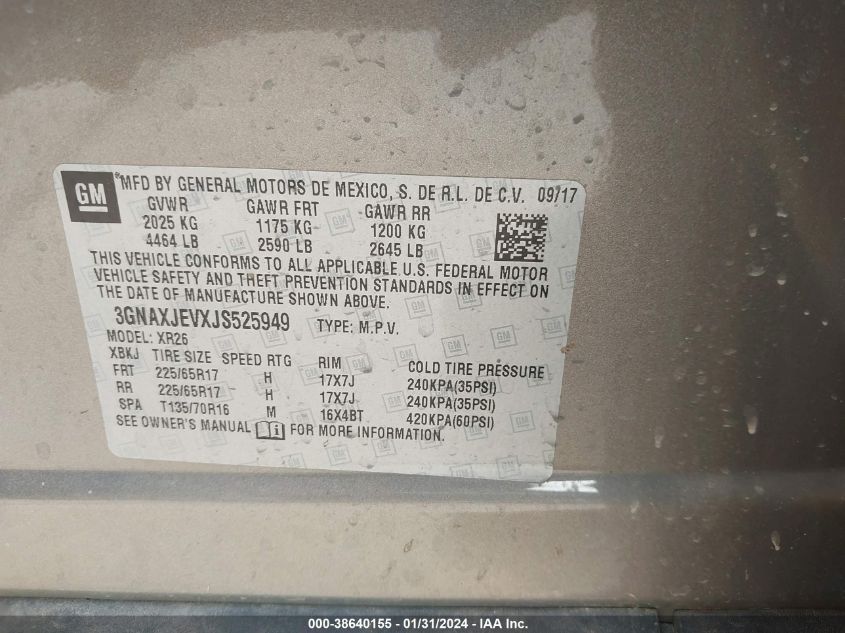 GM
MFD BY GENERAL MOTORS DE MEXICO, S. DE R.L. DE C.V. 09/17
GVWR GAWR FRT GAWR RR
2025 KG 1175 KG 1200 KG
4464 LB 2590 LB 2645 LB
THIS VEHICLE CONFORMS TO ALL APPLICABLE U.S. FEDERAL MOTOR
VEHICLE SAFETY AND THEFT PREVENTION STANDARDS IN EFFECT ON
THE DATE OF MANUFACTURE SHOWN ABOVE.
3GNAXJEVXJS525949 TYPE: M.P.V.
MODEL: XR26
XBKJ TIRE SIZE SPEED RTG RIM COLD TIRE PRESSURE
FRT 225/65R17 H 17X7J 240KPA(35PSI)
RR 225/65R17 H 17X7J 240KPA(35PSI)
SPA T135/70R16 M 16X4BT 420KPA(60PSI)
SEE OWNER'S MANUAL FOR MORE INFORMATION.
000-38640155 - 01/31/2024 - © IAA Inc.